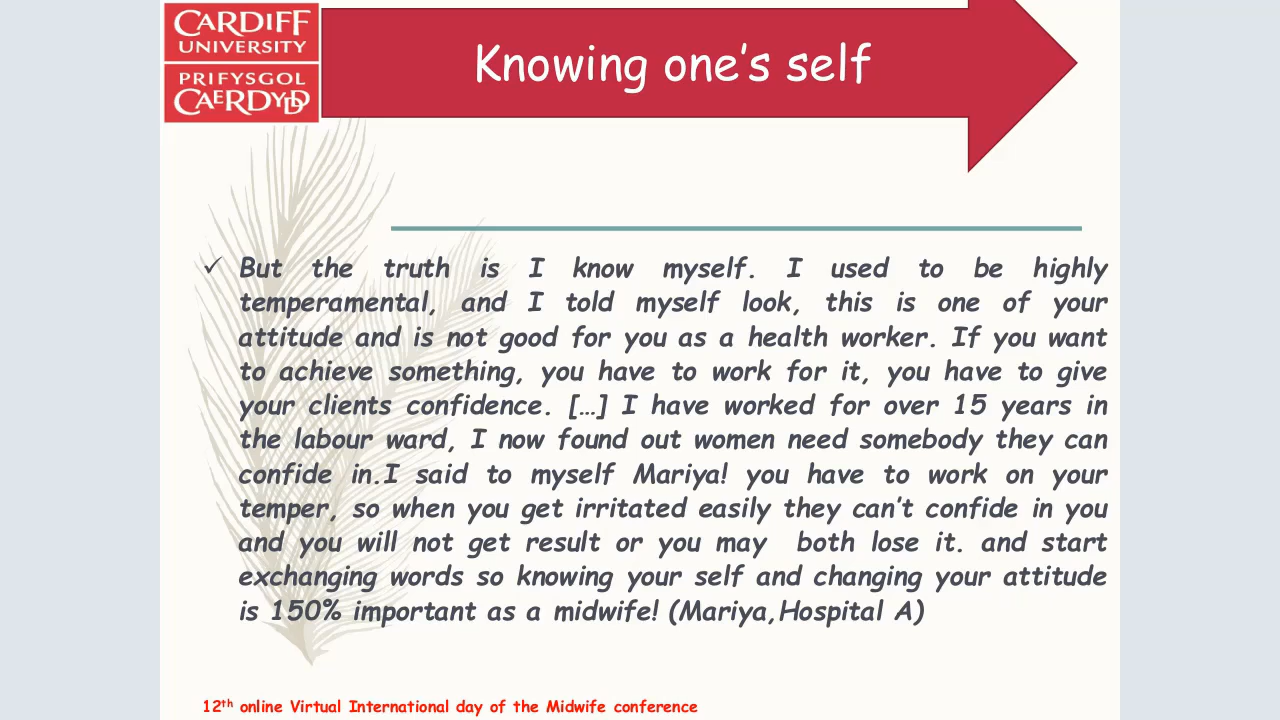 CARDIFF
UNIVERSITY
PRIFYSGOL
CAERDYDD
Knowing one's self
✓ But the truth is I know myself. I used to be highly
temperamental, and I told myself look, this is one of your
attitude and is not good for you as a health worker. If you want
to achieve something, you have to work for it, you have to give
your clients confidence. […] I have worked for over 15 years in
the labour ward, I now found out women need somebody they can
confide in.I said to myself Mariya! you have to work on your
temper, so when you get irritated easily they can't confide in you
and you will not get result or you may both lose it. and start
exchanging words so knowing your self and changing your attitude
is 150% important as a midwife! (Mariya,Hospital A)
12th online Virtual International day of the Midwife conference